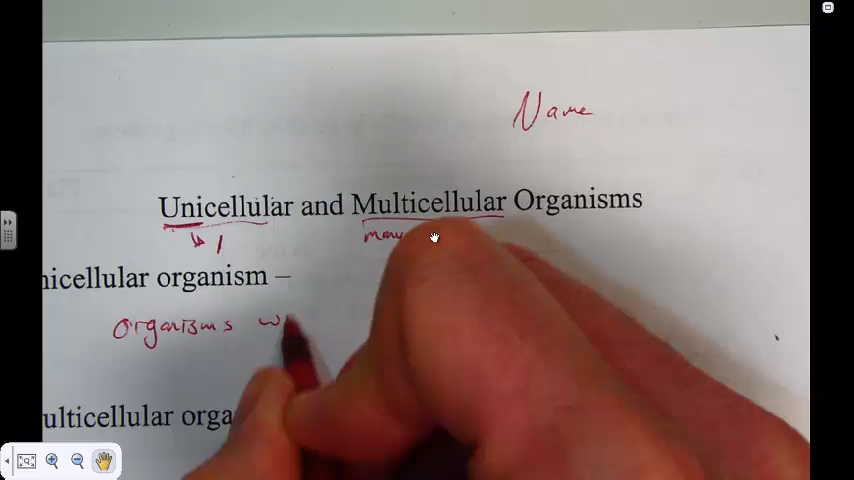 Name
Unicellular and Multicellular Organisms
1 many
nicellular organism –
organisms w
ulticellular orga